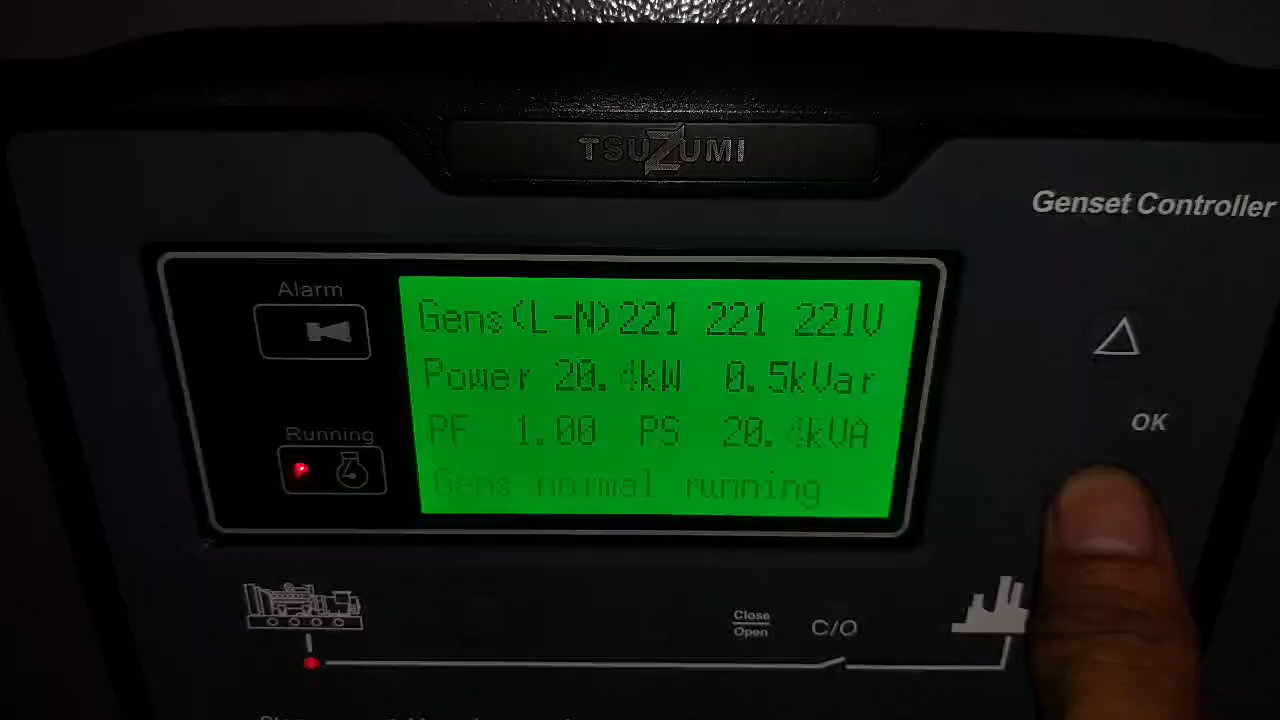 TSUZUMI
Genset Controller
Alarm
Gens(L-N)221 221 221V
Power 20.4kW 0.5kVar
PF 1.00 PS 20.4kVA
Gens normal running
Running
OK
Close
Open
C/O